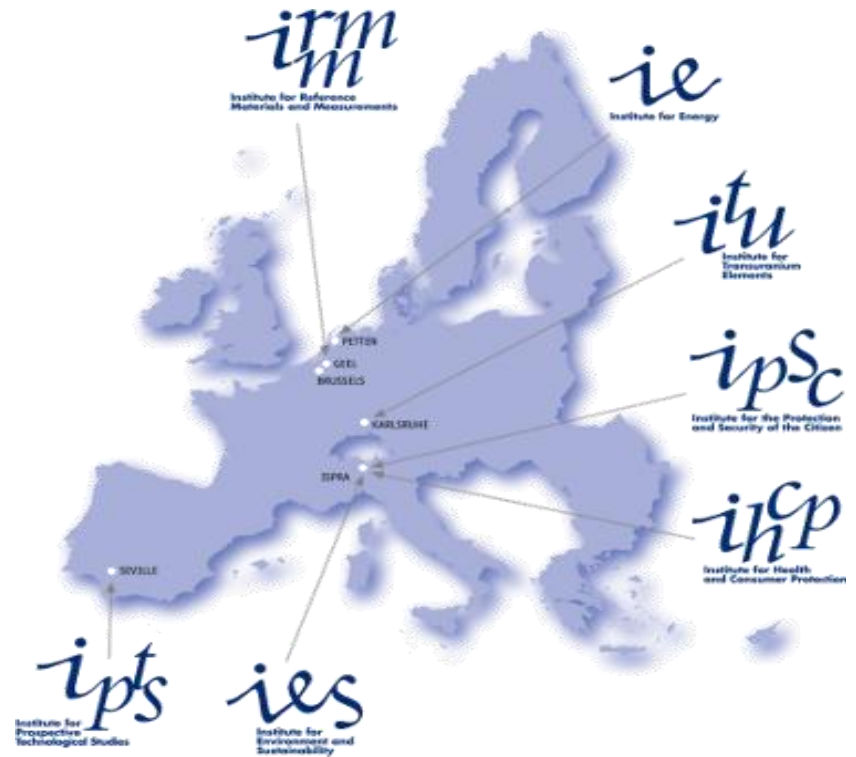 irmm
Institute for Reference
Materials and Measurements
ie
Institute for Energy
itu
Institute for
Transuranium
Elements
PETTEN
GEEL
BRUSSELS
ipsc
Institute for the Protection
and Security of the Citizen
KARLSRUHE
ISPRA
ihcp
Institute for Health
and Consumer Protection
SEVILLE
ipts
Institute for
Prospective
Technological Studies
ies
Institute for
Environment and
Sustainability